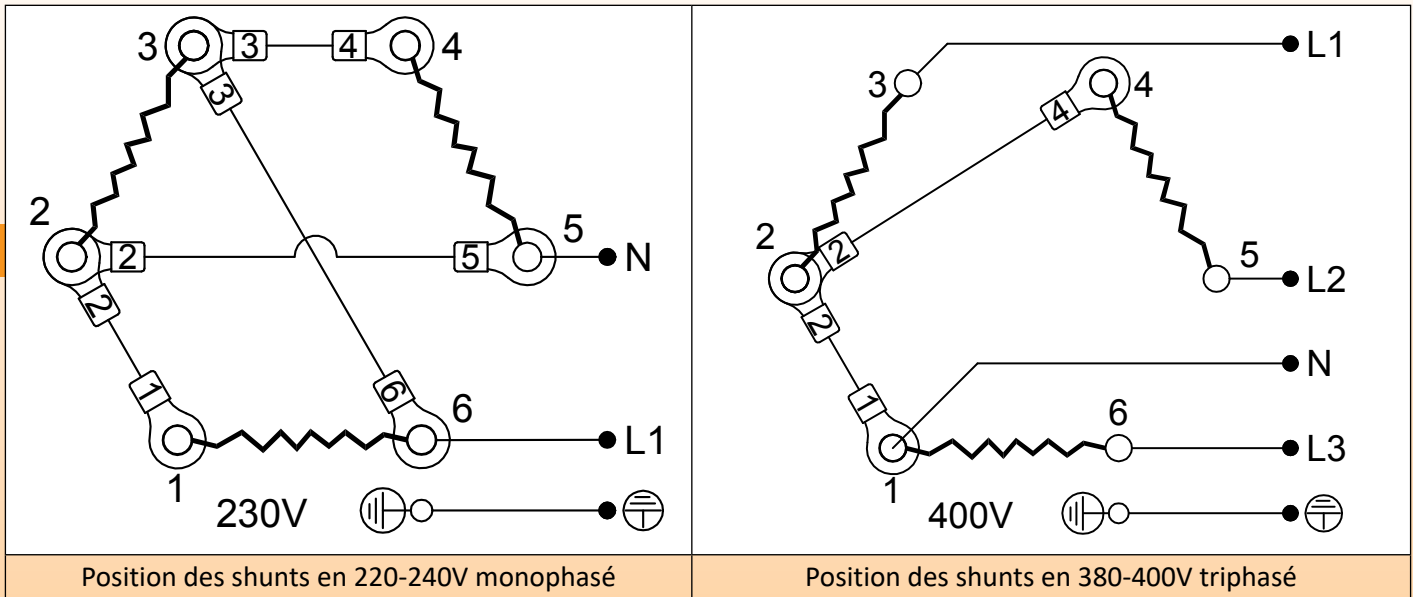 3 3 4 4
3
2 2 5 5 N
2
1 6 6 L1
1
230V
Position des shunts en 220-240V monophasé
L1
3 4 4
2 2 5 L2
2 N
1 6 L3
1
400V
Position des shunts en 380-400V triphasé